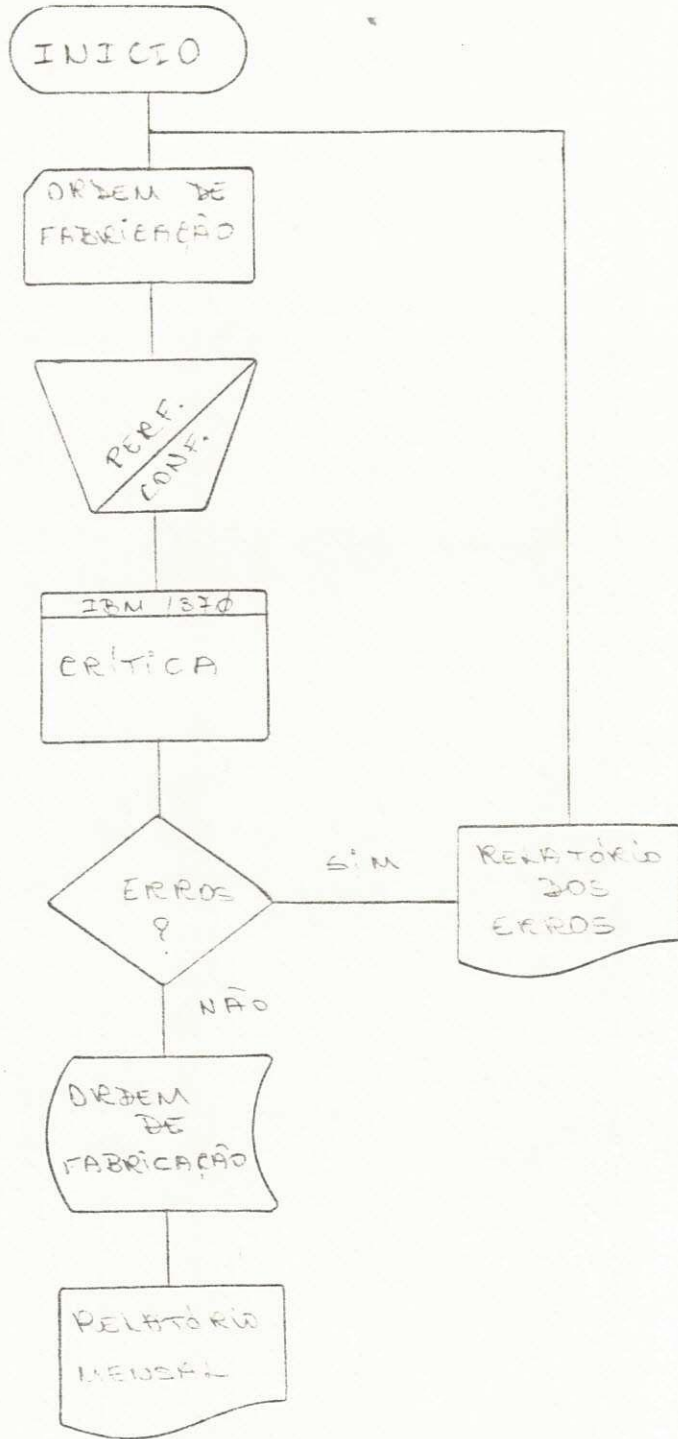 INICIO
ORDEM DE
FABRICAÇÃO
PERF.
CONF.
IBM 1370
CRÍTICA
ERROS
?
SIM
RELATÓRIO
DOS
ERROS
NÃO
ORDEM
DE
FABRICAÇÃO
RELATÓRIO
MENSAL